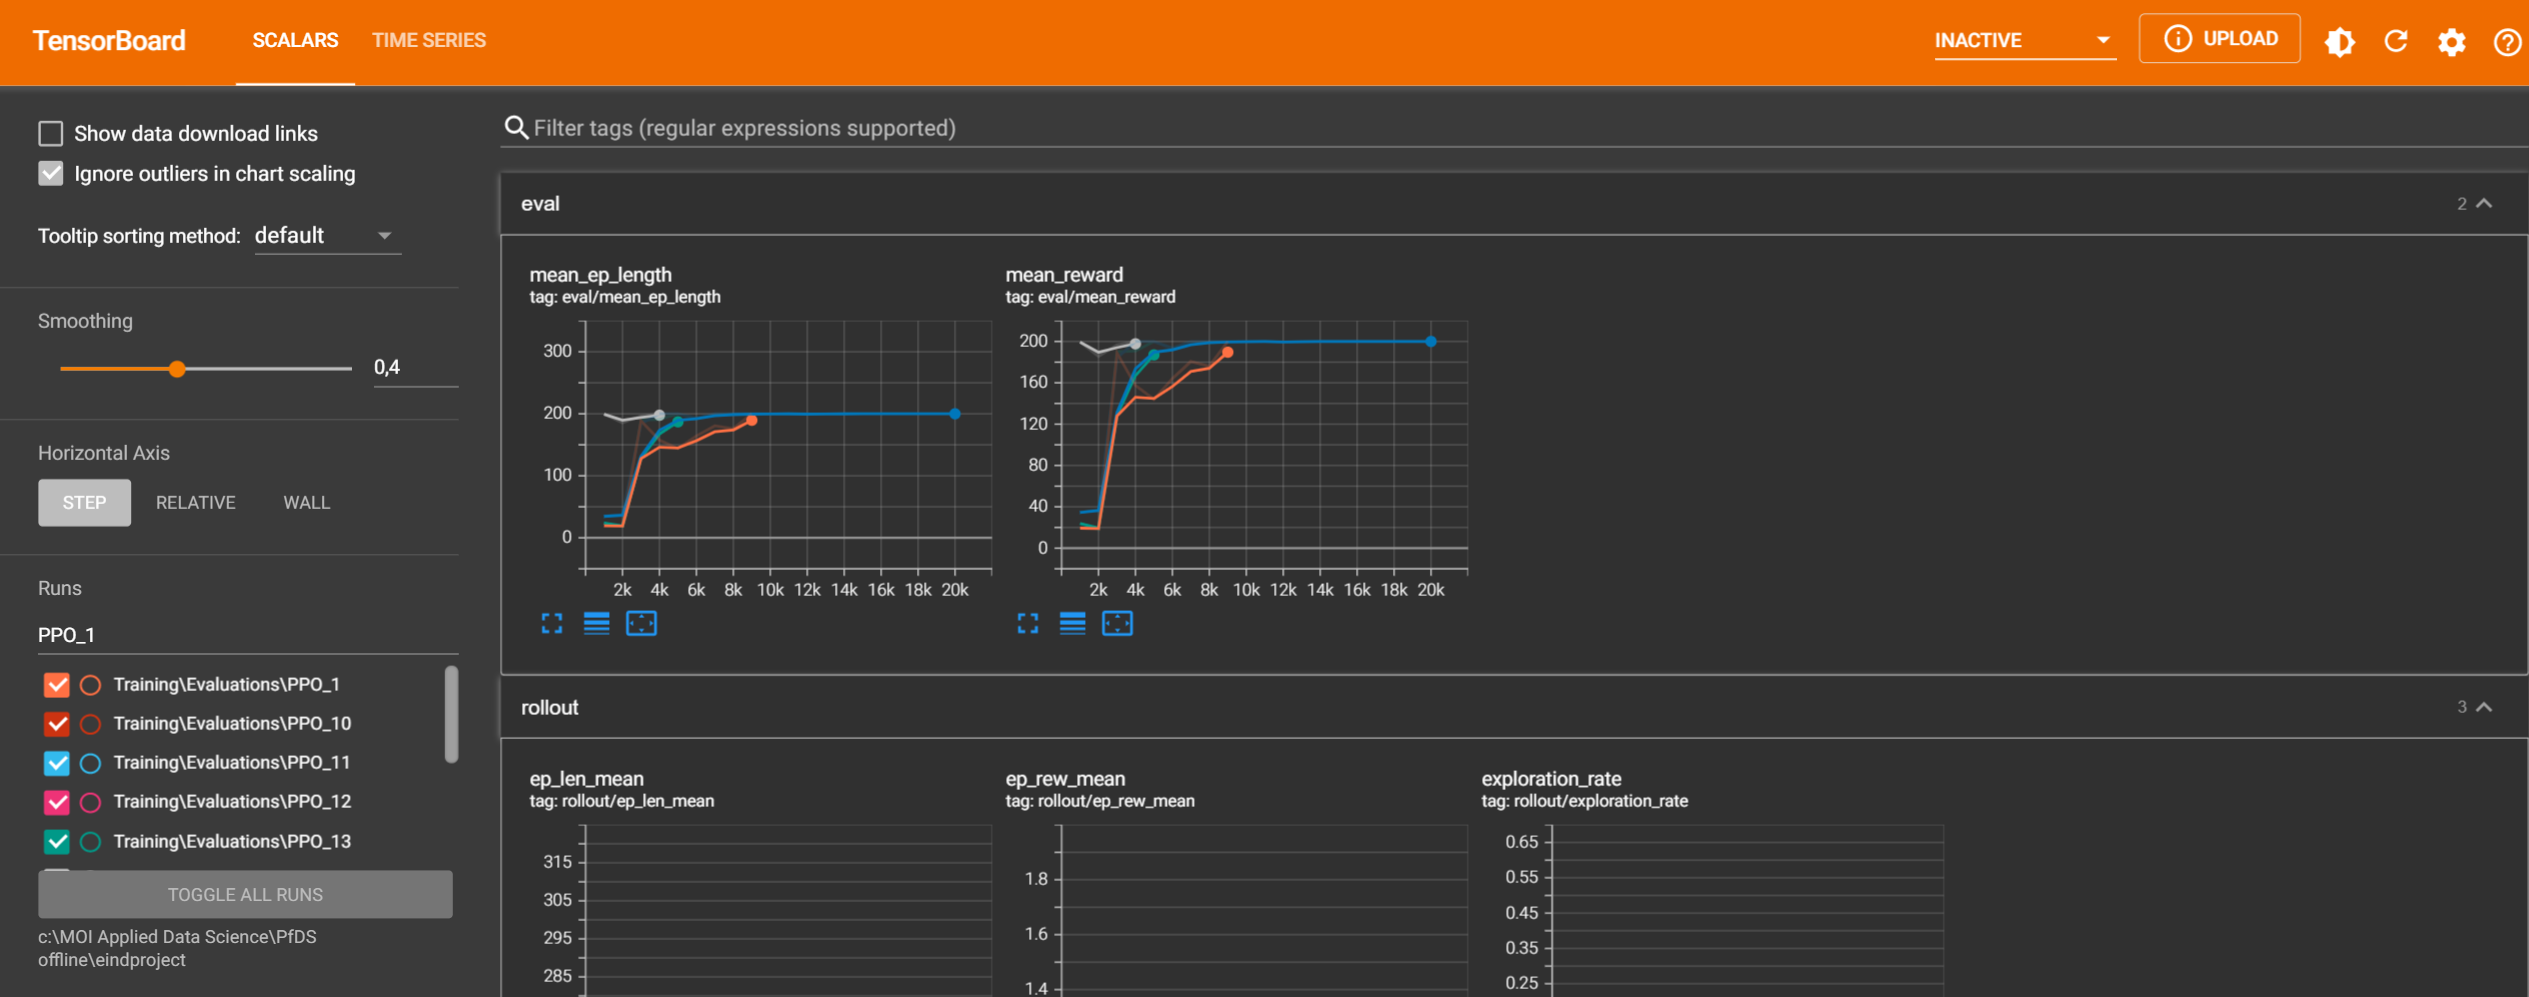 TensorBoard
SCALARS
TIME SERIES
INACTIVE
UPLOAD
Show data download links
Ignore outliers in chart scaling
Tooltip sorting method: default
Smoothing
0,4
Horizontal Axis
STEP
RELATIVE
WALL
Runs
PPO_1
Training\Evaluations\PPO_1
Training\Evaluations\PPO_10
Training\Evaluations\PPO_11
Training\Evaluations\PPO_12
Training\Evaluations\PPO_13
TOGGLE ALL RUNS
c:\MOI Applied Data Science\PfDS
offline\eindproject
Filter tags (regular expressions supported)
eval
2
mean_ep_length
tag: eval/mean_ep_length
300
200
100
0
2k 4k 6k 8k 10k 12k 14k 16k 18k 20k
mean_reward
tag: eval/mean_reward
200
160
120
80
40
0
2k 4k 6k 8k 10k 12k 14k 16k 18k 20k
rollout
3
ep_len_mean
tag: rollout/ep_len_mean
315
305
295
285
ep_rew_mean
tag: rollout/ep_rew_mean
1.8
1.6
1.4
exploration_rate
tag: rollout/exploration_rate
0.65
0.55
0.45
0.35
0.25